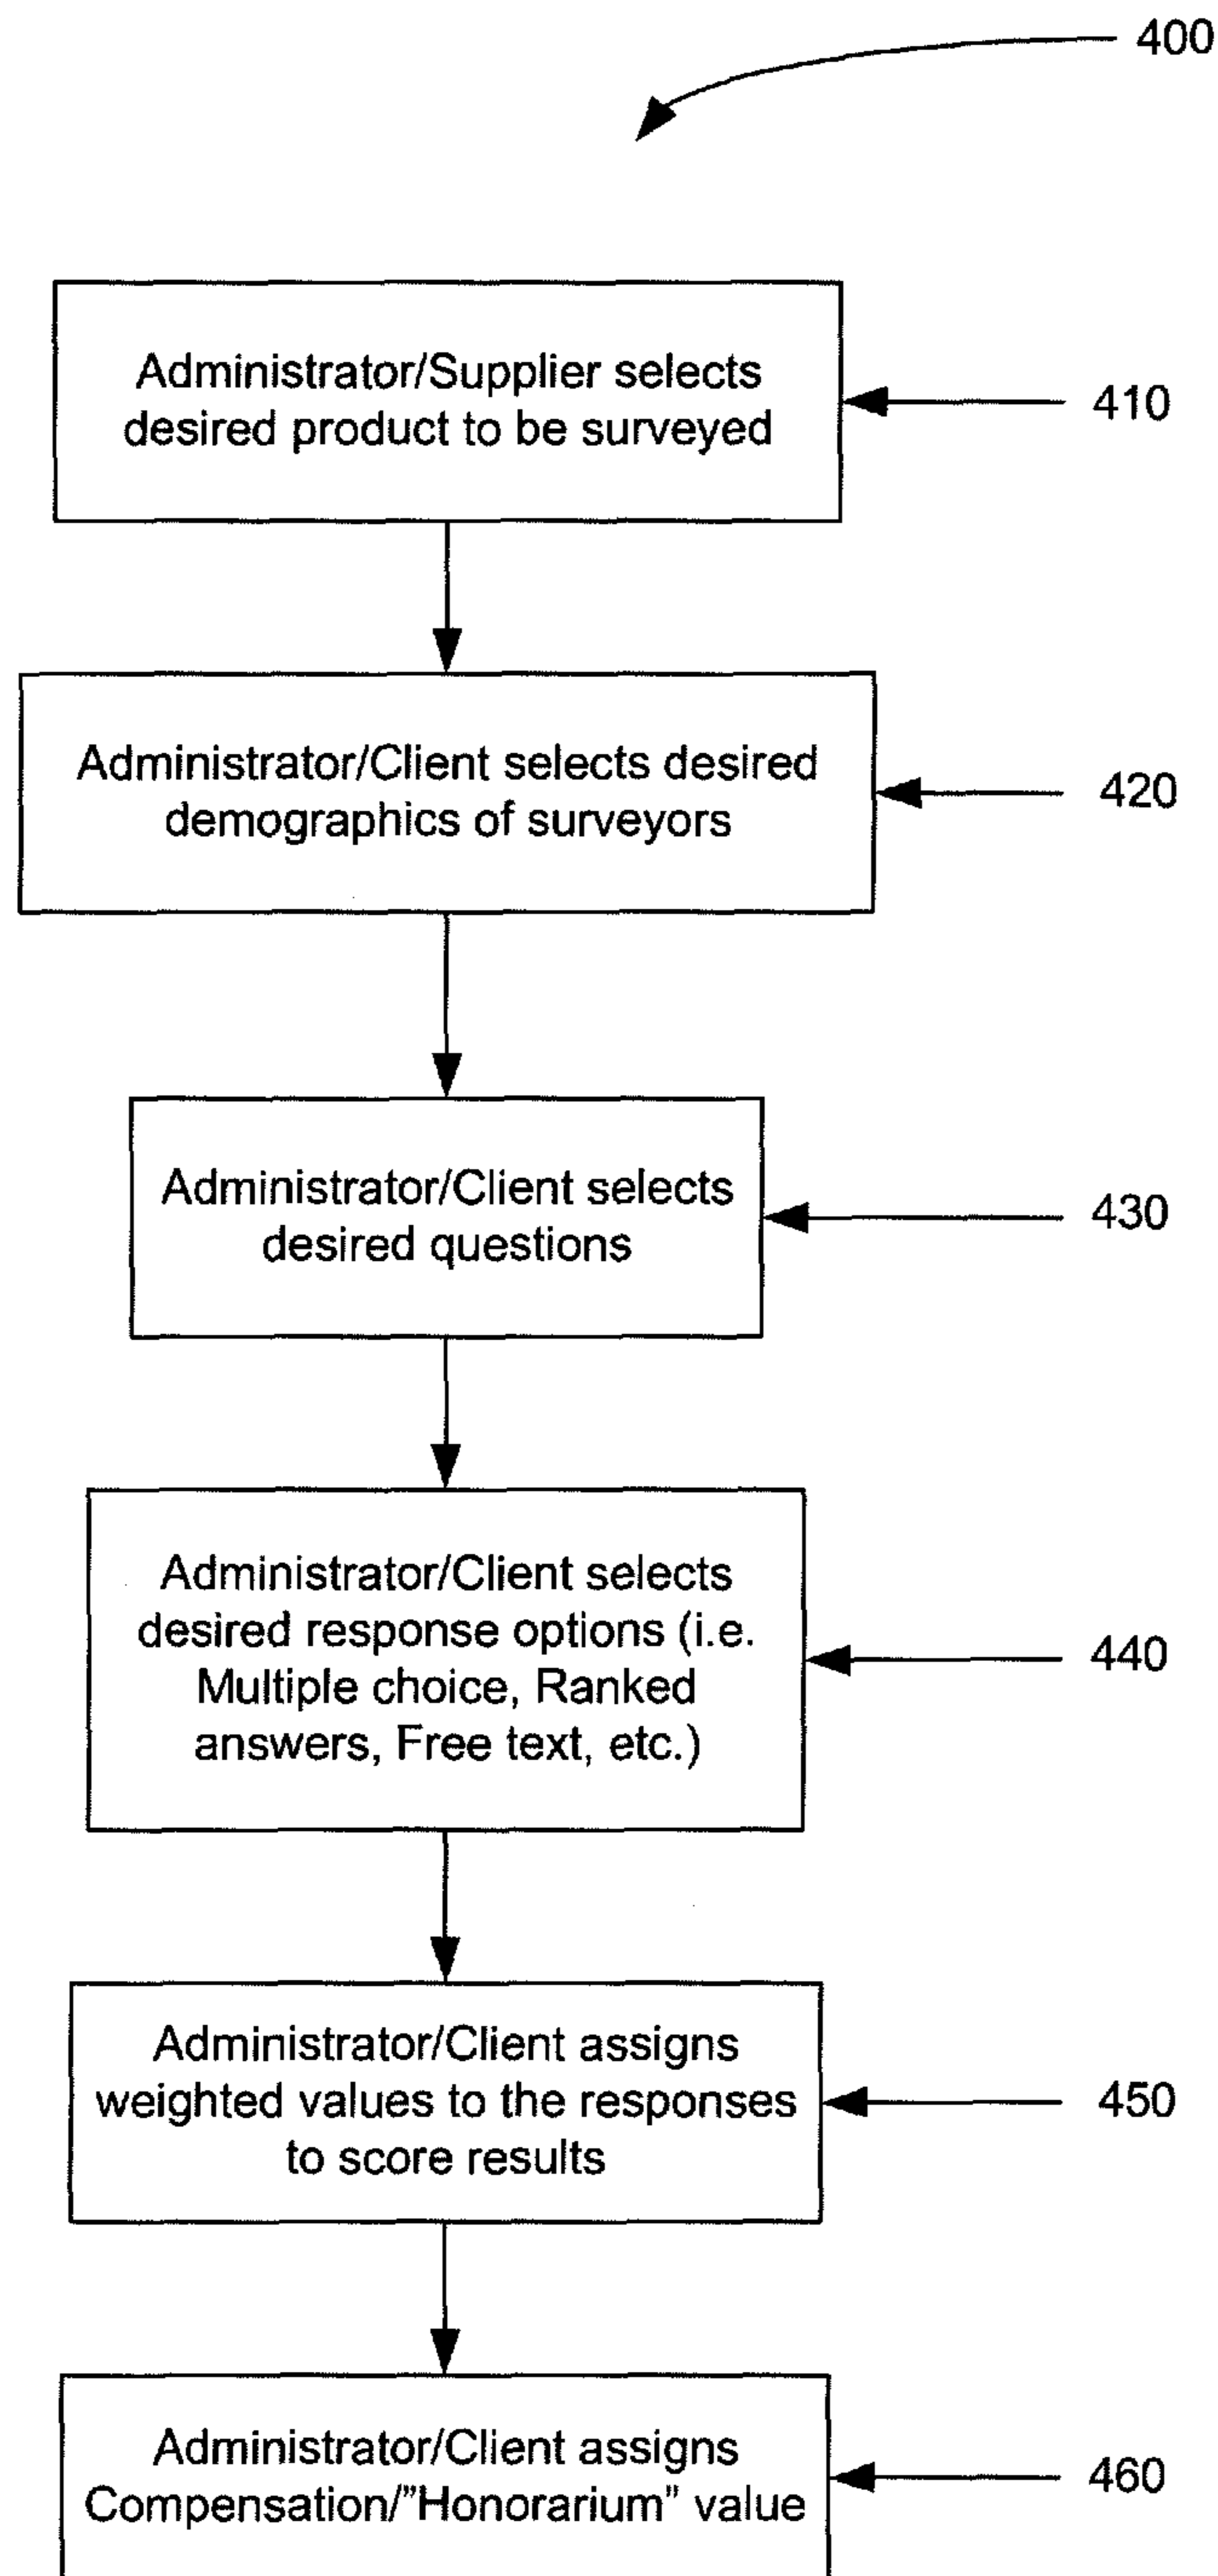 400
Administrator/Supplier selects
desired product to be surveyed
410
Administrator/Client selects desired
demographics of surveyors
420
Administrator/Client selects
desired questions
430
Administrator/Client selects
desired response options (i.e.
Multiple choice, Ranked
answers, Free text, etc.)
440
Administrator/Client assigns
weighted values to the responses
to score results
450
Administrator/Client assigns
Compensation/"Honorarium" value
460